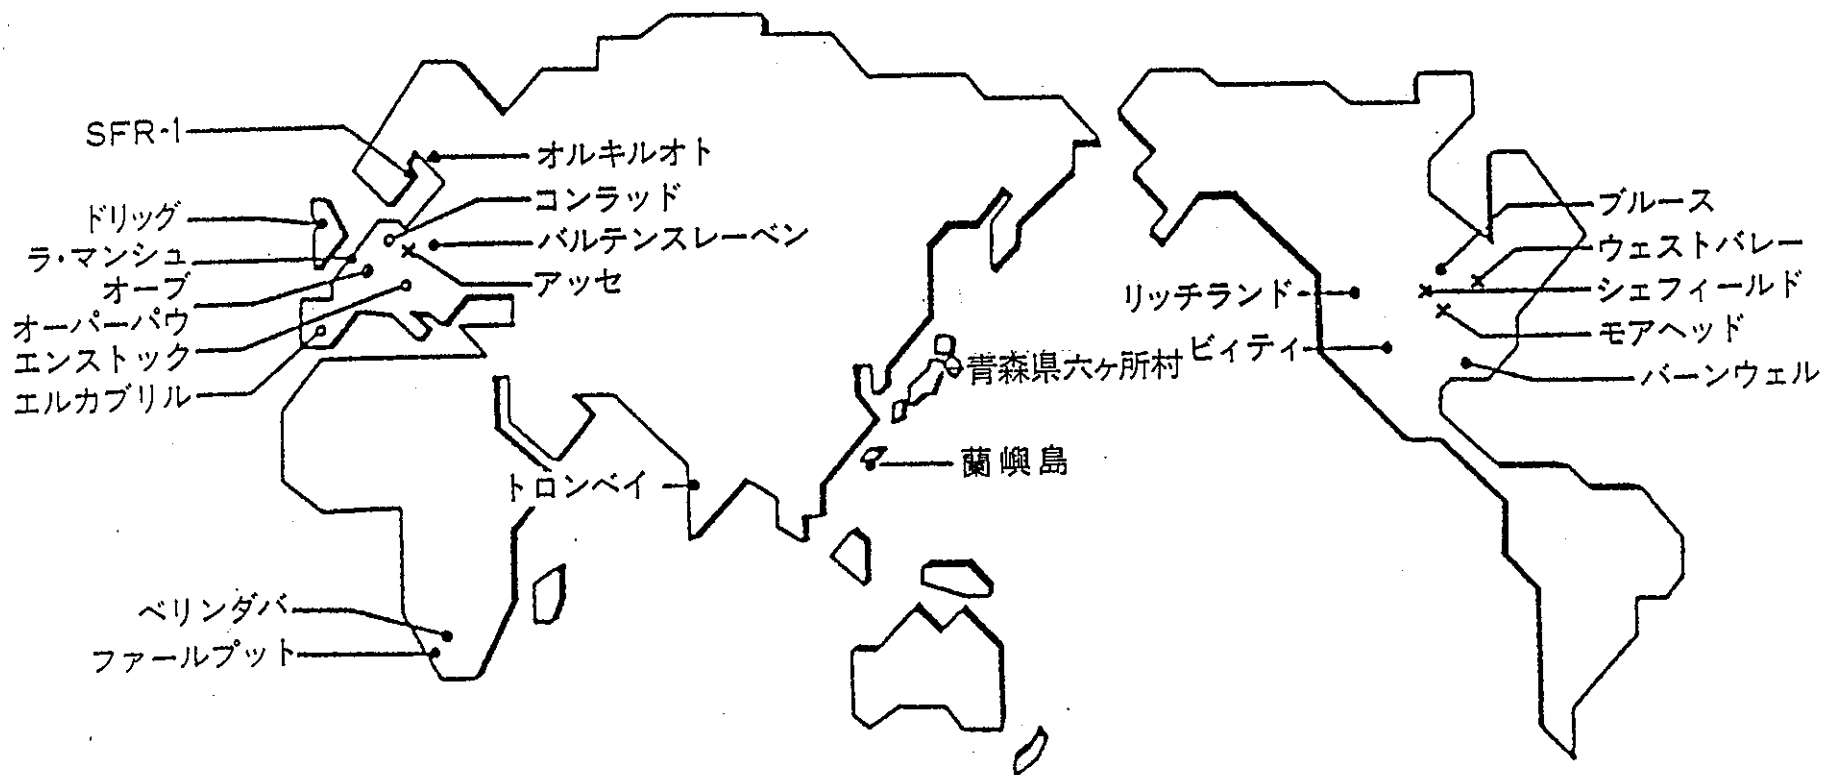 SFR-1
オルキルオト
コンラッド
ドリッグ
バルテンスレーベン
ラ・マンシュ
アッセ
オーブ
オーバーパウ
エンストック
エルカブリル
ブルース
ウェストバレー
シェフィールド
リッチランド
モアヘッド
ビィティ
バーンウェル
青森県六ヶ所村
蘭嶼島
トロンベイ
ベリンダバ
ファールプット